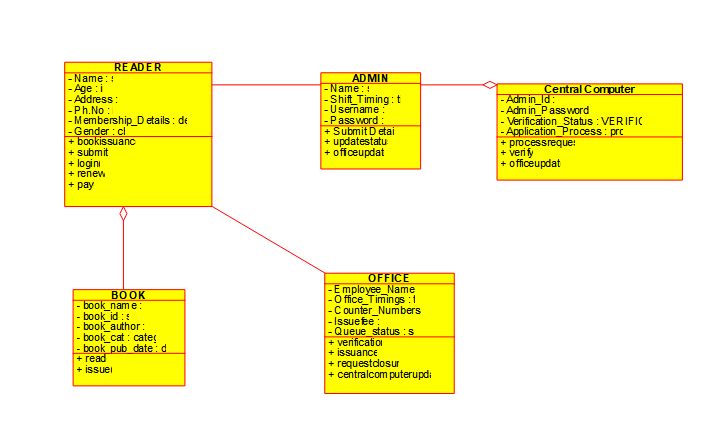 READER
- Name : s
- Age : i
- Address :
- Ph.No :
- Membership_Details : de
- Gender : cl
+ bookissuanc
+ submit
+ login
+ renew
+ pay
ADMIN
- Name : s
- Shift_Timing : t
- Username :
- Password :
+ Submit Detai
+ updatestatu
+ officeupdat
Central Computer
- Admin_Id :
- Admin_Password
- Verification_Status : VERIFIC
- Application_Process : pro
+ processreques
+ verify
+ officeupdat
BOOK
- book_name :
- book_id : s
- book_author :
- book_cat : categ
- book_pub_date : d
+ read
+ issue
OFFICE
- Employee_Name
- Office_Timings : t
- Counter_Numbers
- Issuefee :
- Queue_status : s
+ verification
+ issuance
+ requestclosur
+ centralcomputerupda